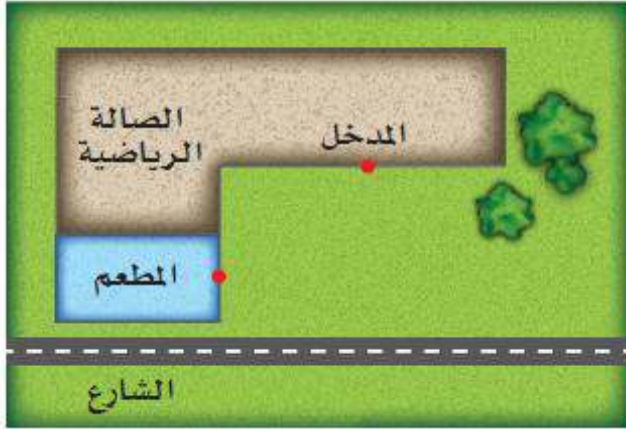 الصالة
الرياضية
المدخل
المطعم
الشارع